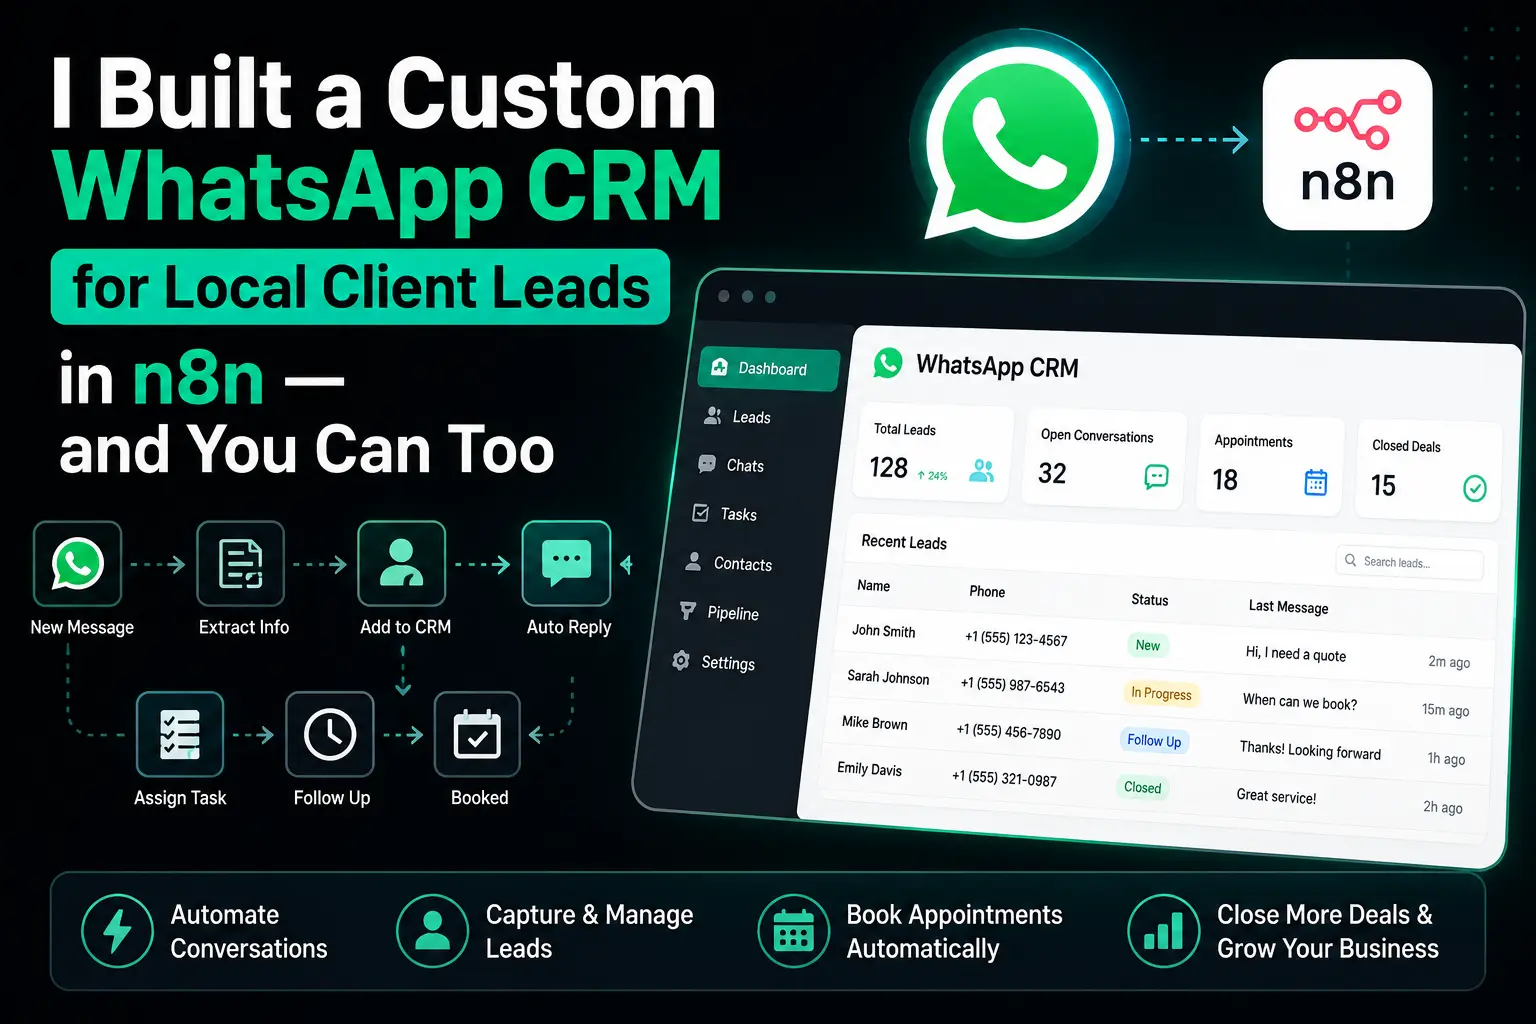 I Built a Custom
WhatsApp CRM
for Local Client Leads
in n8n —
and You Can Too
n8n
New Message
Extract Info
Add to CRM
Auto Reply
Assign Task
Follow Up
Booked
Dashboard
Leads
Chats
Tasks
Contacts
Pipeline
Settings
WhatsApp CRM
Total Leads
128 ↑ 24%
Open Conversations
32
Appointments
18
Closed Deals
15
Recent Leads
Search leads...
Name Phone Status Last Message
John Smith +1 (555) 123-4567 New Hi, I need a quote 2m ago
Sarah Johnson +1 (555) 987-6543 In Progress When can we book? 15m ago
Mike Brown +1 (555) 456-7890 Follow Up Thanks! Looking forward 1h ago
Emily Davis +1 (555) 321-0987 Closed Great service! 2h ago
Automate
Conversations
Capture & Manage
Leads
Book Appointments
Automatically
Close More Deals &
Grow Your Business